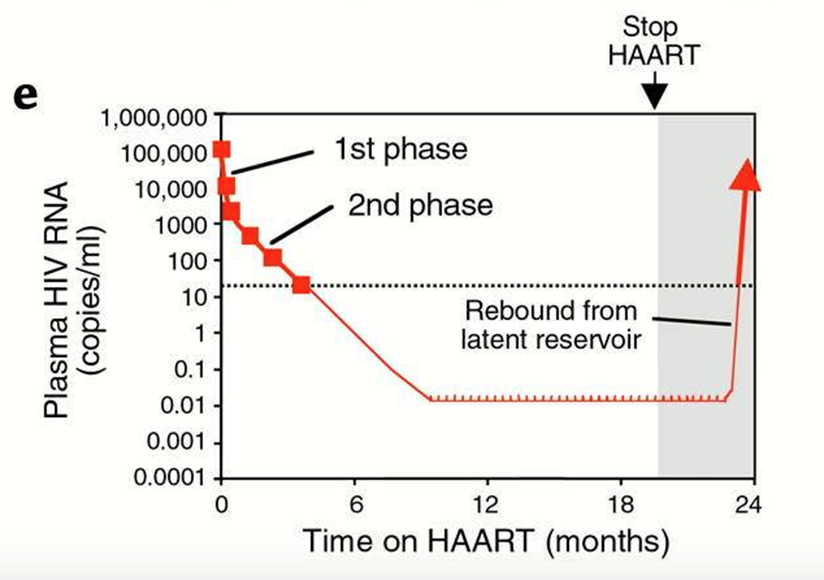 Stop
HAART
e
1,000,000
100,000
10,000
1000
100
10
1
0.1
0.01
0.001
0.0001
Plasma HIV RNA
(copies/ml)
1st phase
2nd phase
Rebound from
latent reservoir
0 6 12 18 24
Time on HAART (months)